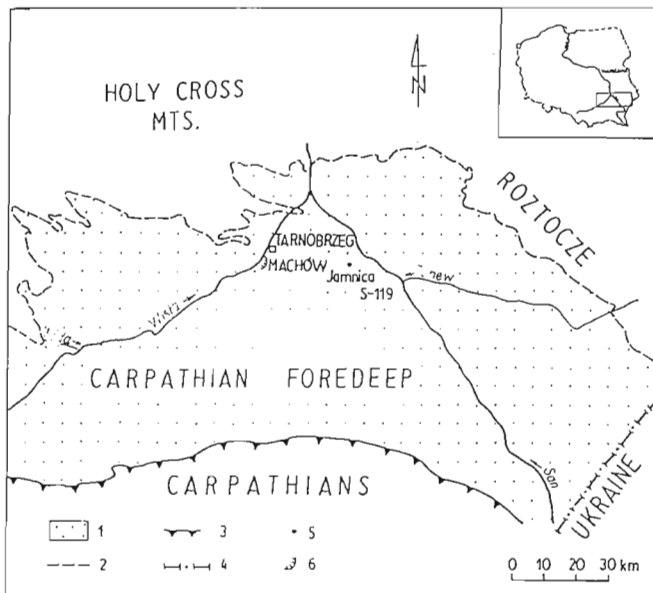 HOLY CROSS
MTS.
N
ROZTOCZE
TARNOBRZEG
MACHÓW
Jamnica
S-119
Wisła
CARPATHIAN FOREDEEP
San
CARPATHIANS
UKRAINE
1
3
5
2
4
6
0 10 20 30 km